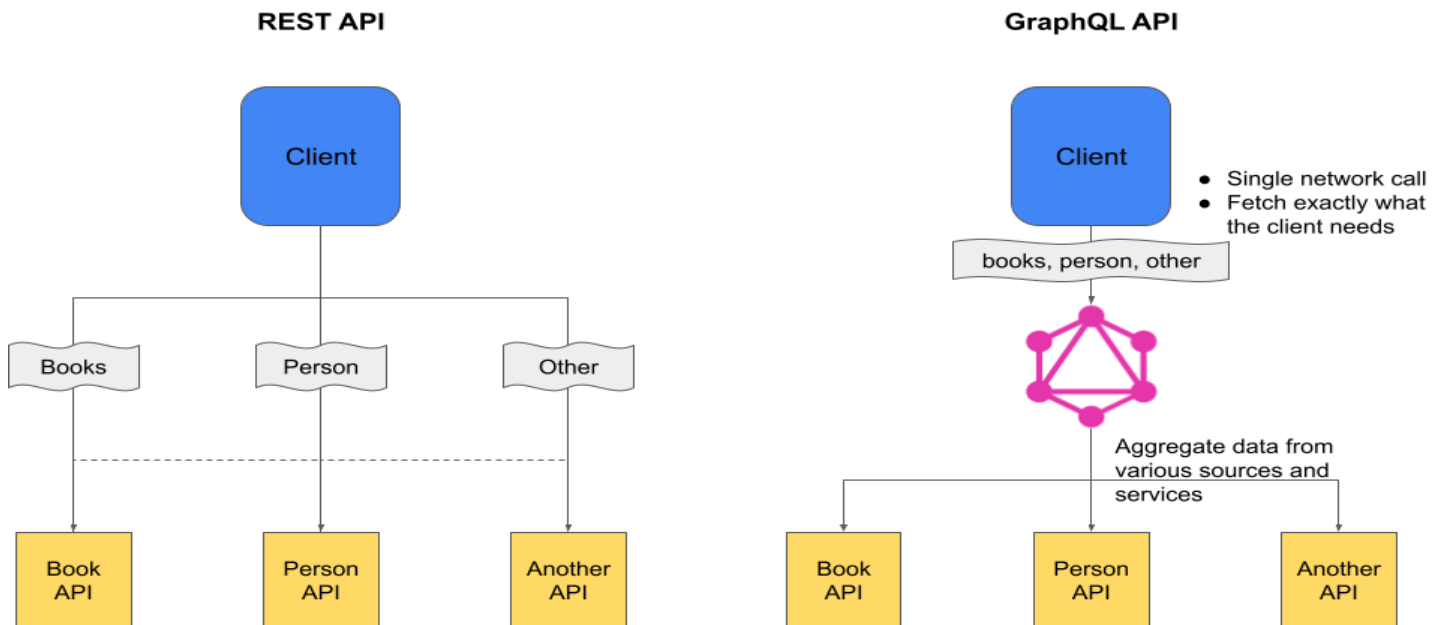 REST API
Client
Books
Person
Other
Book
API
Person
API
Another
API
GraphQL API
Client
● Single network call
● Fetch exactly what
the client needs
books, person, other
Aggregate data from
various sources and
services
Book
API
Person
API
Another
API